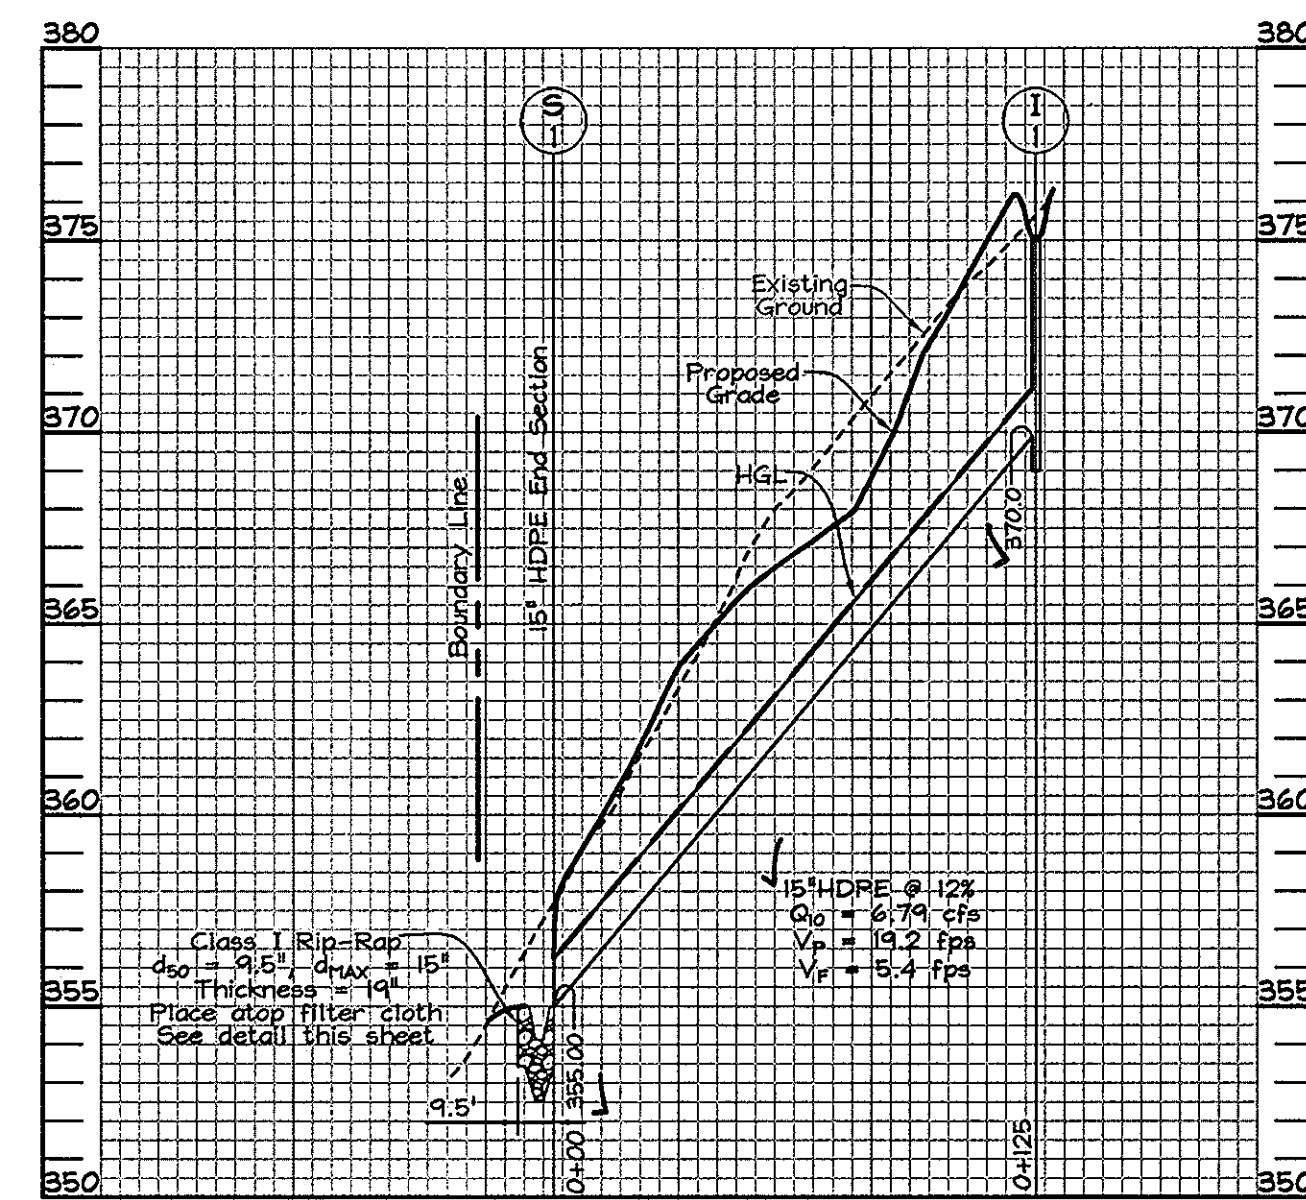 380
380
S
1
I
1
375
375
Existing
Ground
Proposed
Grade
370
370
HGL
15" HDPE End Section
Boundary Line
370.0
365
365
360
360
15" HDPE @ 12%
Q10 = 6.79 cfs
VP = 19.2 fps
VF = 5.4 fps
Class I Rip-Rap
d50 = 9.5", dMAX = 15"
Thickness = 19"
Place atop filter cloth
See detail this sheet
355
355
9.5'
355.00
0+00
0+125
350
350